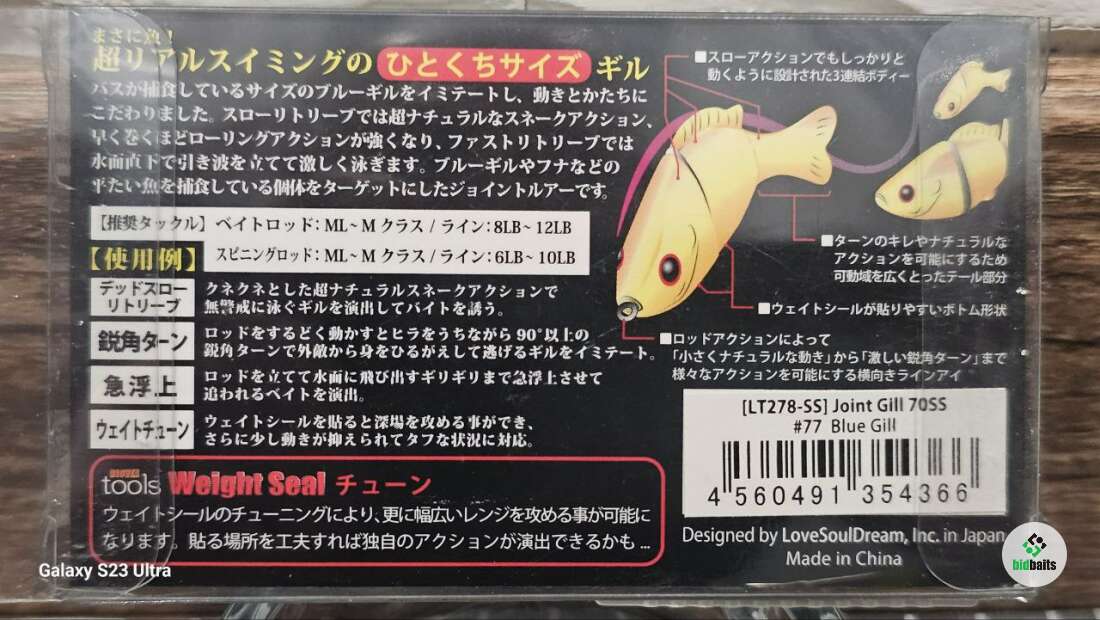 まさに魚！
超リアルスイミングの ひとくちサイズ ギル
バスが捕食しているサイズのブルーギルをイミテートし、動きとかたちに
こだわりました。スローリトリーブでは超ナチュラルなスネークアクション、
早く巻くほどローリングアクションが強くなり、ファストリトリーブでは
水面直下で引き波を立てて激しく泳ぎます。ブルーギルやフナなどの
平たい魚を捕食している個体をターゲットにしたジョイントルアーです。
【推奨タックル】ベイトロッド：ML~Mクラス / ライン：8LB~12LB
スピニングロッド：ML~Mクラス / ライン：6LB~10LB
【使用例】
デッドスロー
リトリーブ
クネクネとした超ナチュラルスネークアクションで
無警戒に泳ぐギルを演出してバイトを誘う。
鋭角ターン
ロッドをするどく動かすとヒラをうちながら90°以上の
鋭角ターンで外敵から身をひるがえして逃げるギルをイミテート。
急浮上
ロッドを立てて水面に飛び出すギリギリまで急浮上させて
追われるベイトを演出。
ウェイトチューン
ウェイトシールを貼ると深場を攻める事ができ、
さらに少し動きが抑えられてタフな状況に対応。
tools Weight Seal チューン
ウェイトシールのチューニングにより、更に幅広いレンジを攻める事が可能に
なります。貼る場所を工夫すれば独自のアクションが演出できるかも ...
■スローアクションでもしっかりと
動くように設計された3連結ボディー
■ターンのキレやナチュラルな
アクションを可能にするため
可動域を広くとったテール部分
■ウェイトシールが貼りやすいボトム形状
■ロッドアクションによって
「小さくナチュラルな動き」から「激しい鋭角ターン」まで
様々なアクションを可能にする横向きラインアイ
[LT278-SS] Joint Gill 70SS
#77 Blue Gill
4 560491 354366
Designed by LoveSoulDream, Inc. in Japan
Made in China
Galaxy S23 Ultra
bidbaits